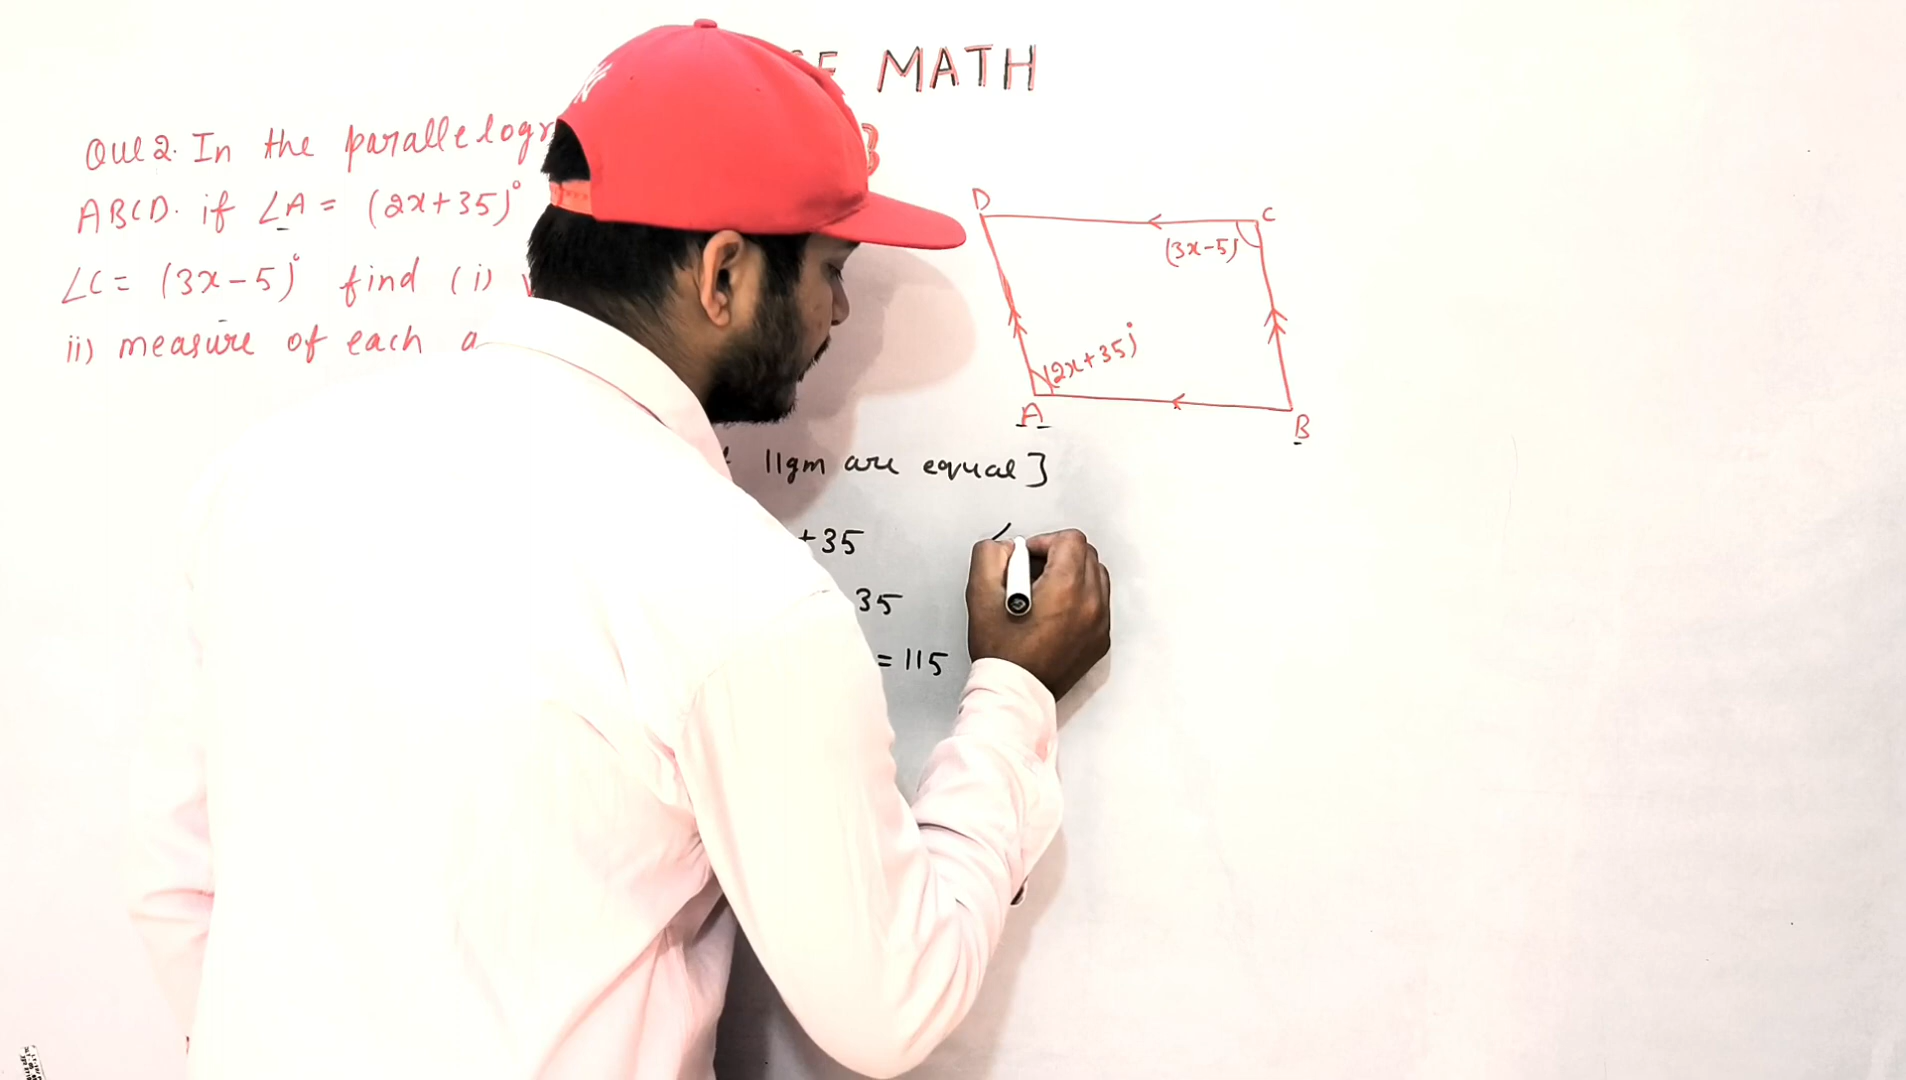 MATH
Que 2. In the
ABCD. if ∠A = (2x+35)°
∠C = (3x-5)° find (i)
ii) measure of each
D
C
(3x-5)
(2x+35)°
A
B
llgm are equal]
+35
35
= 115